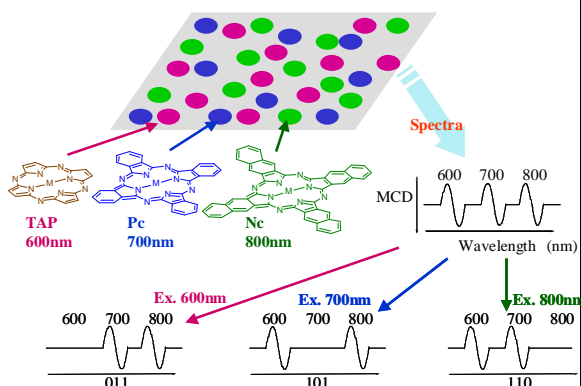 Spectra
N N N N M N N N N
N N N N M N N N N
N N N N M N N N N
TAP
600nm
Pc
700nm
Nc
800nm
600 700 800
MCD
Wavelength (nm)
Ex. 600nm
Ex. 700nm
Ex. 800nm
600 700 800
600 700 800
600 700 800
011
101
110